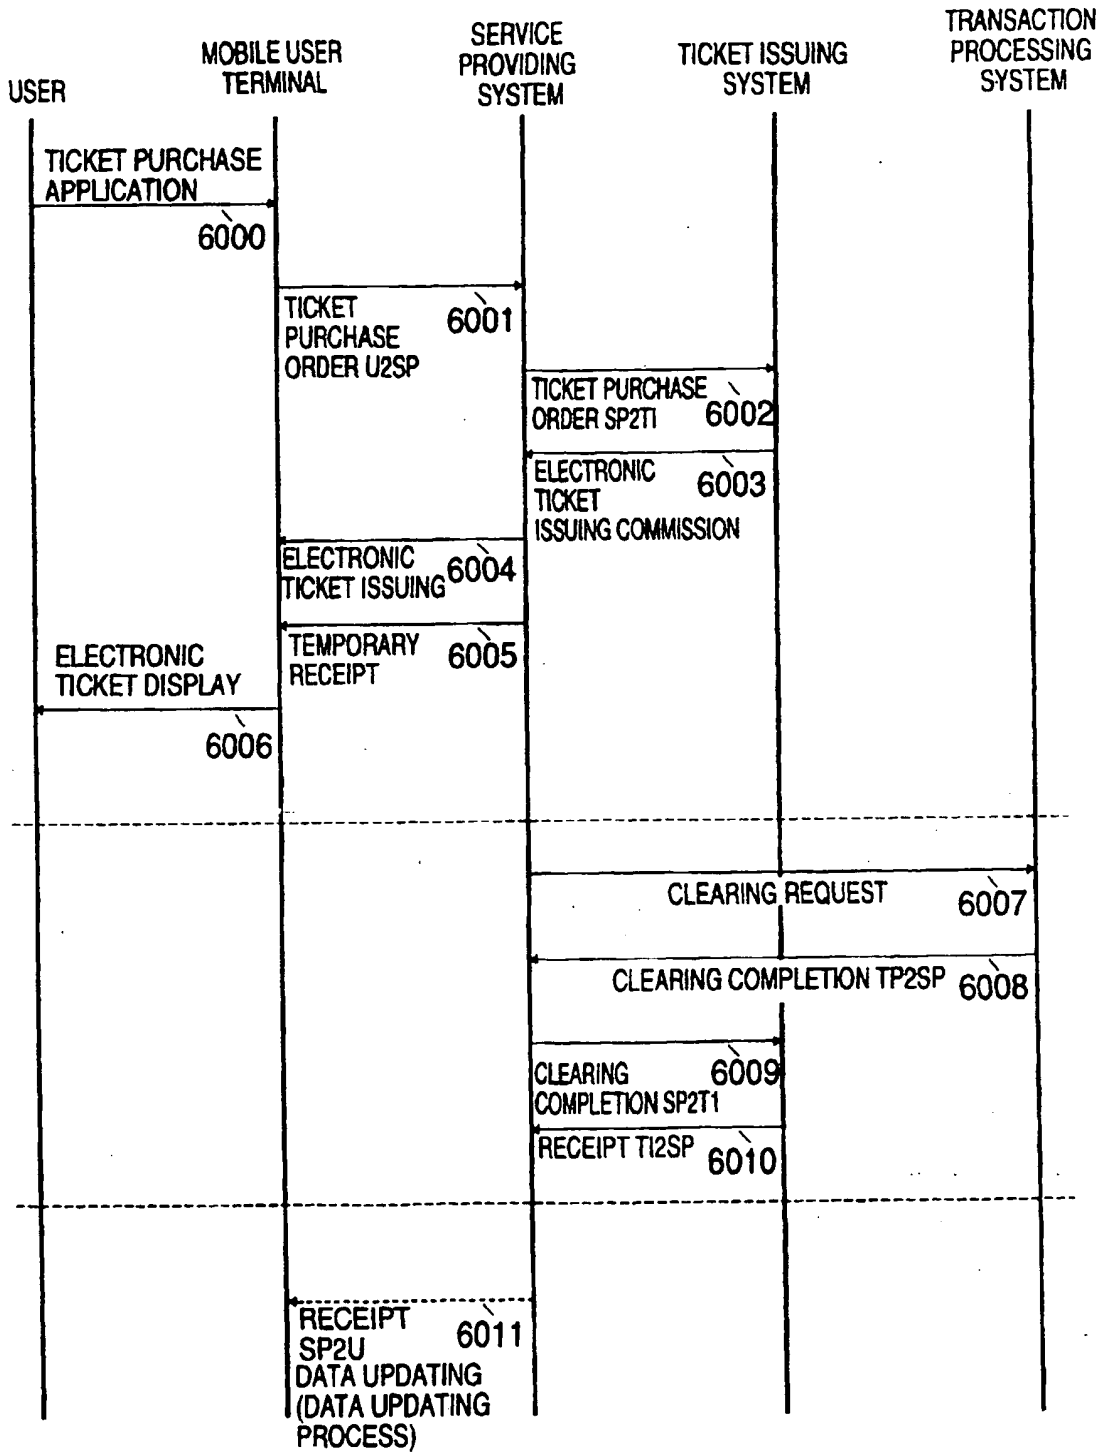 USER
MOBILE USER
TERMINAL
SERVICE
PROVIDING
SYSTEM
TICKET ISSUING
SYSTEM
TRANSACTION
PROCESSING
SYSTEM
TICKET PURCHASE
APPLICATION
6000
TICKET
PURCHASE
ORDER U2SP
6001
TICKET PURCHASE
ORDER SP2TI
6002
ELECTRONIC
TICKET
ISSUING COMMISSION
6003
ELECTRONIC
TICKET ISSUING
6004
TEMPORARY
RECEIPT
6005
ELECTRONIC
TICKET DISPLAY
6006
CLEARING REQUEST
6007
CLEARING COMPLETION TP2SP
6008
CLEARING
COMPLETION SP2T1
6009
RECEIPT TI2SP
6010
RECEIPT
SP2U
DATA UPDATING
(DATA UPDATING
PROCESS)
6011